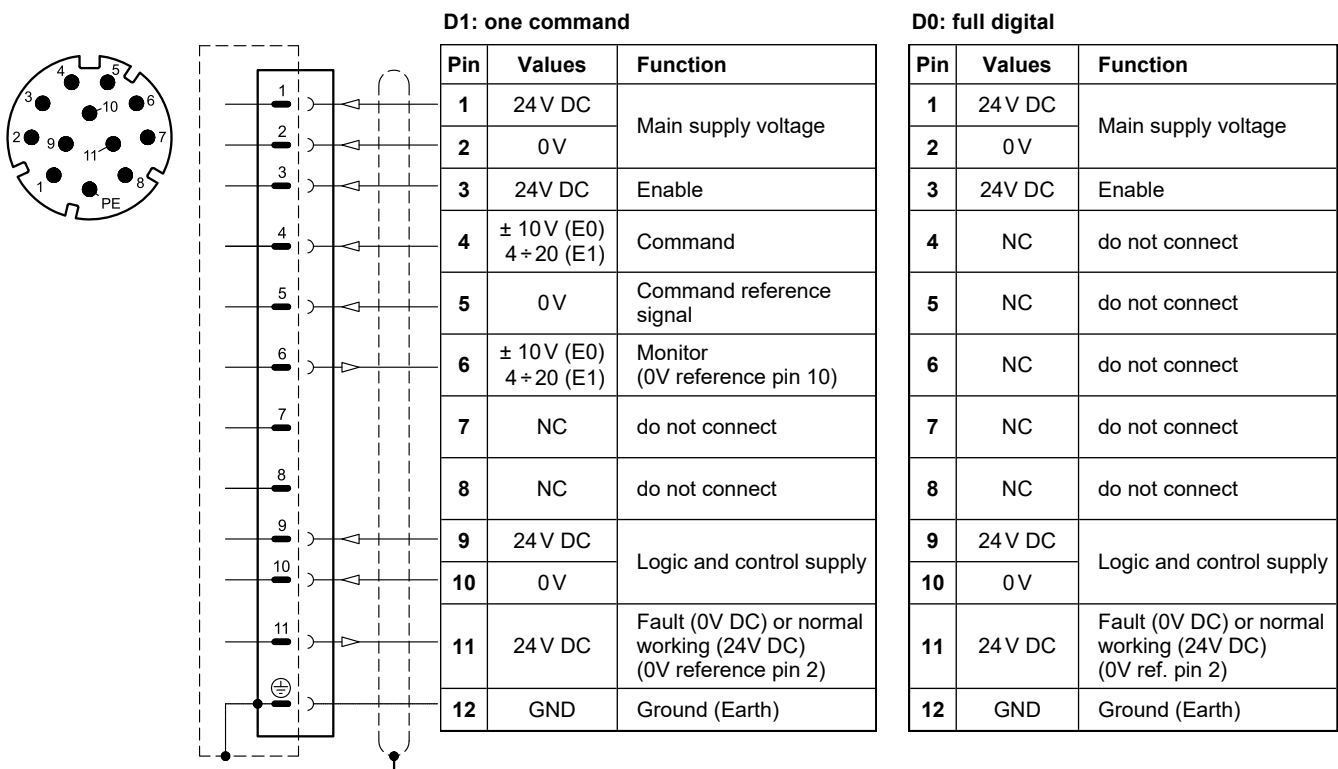 D1: one command
Pin Values Function
1 24 V DC Main supply voltage
2 0 V
3 24V DC Enable
4 ± 10 V (E0) Command
4 ÷ 20 (E1)
5 0 V Command reference
signal
6 ± 10 V (E0) Monitor
4 ÷ 20 (E1) (0V reference pin 10)
7 NC do not connect
8 NC do not connect
9 24 V DC Logic and control supply
10 0 V
11 24 V DC Fault (0V DC) or normal
working (24V DC)
(0V reference pin 2)
12 GND Ground (Earth)
D0: full digital
Pin Values Function
1 24 V DC Main supply voltage
2 0 V
3 24V DC Enable
4 NC do not connect
5 NC do not connect
6 NC do not connect
7 NC do not connect
8 NC do not connect
9 24 V DC Logic and control supply
10 0 V
11 24 V DC Fault (0V DC) or normal
working (24V DC)
(0V ref. pin 2)
12 GND Ground (Earth)
4 5
3 10 6
2 9 11 7
1 8
PE
1
2
3
4
5
6
7
8
9
10
11